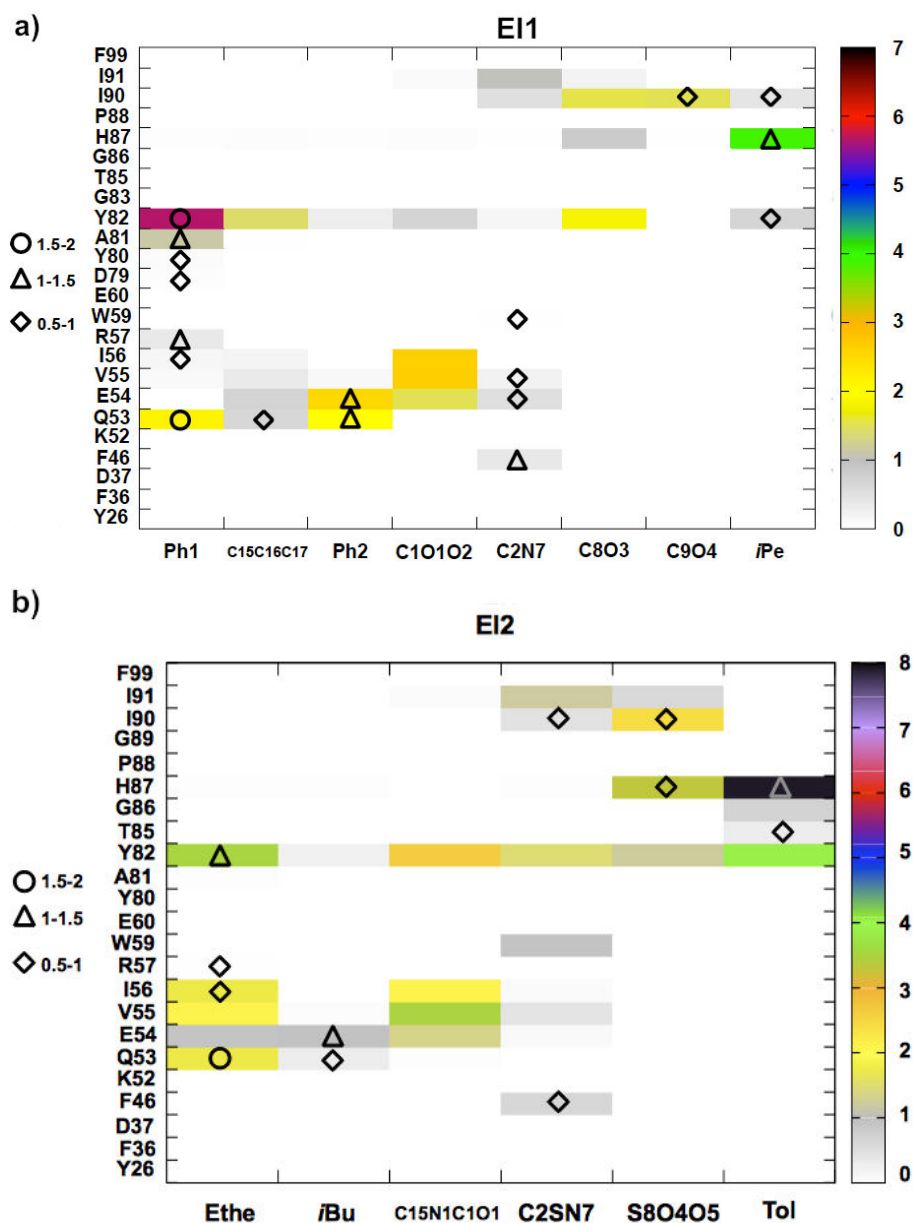 a)
EI1
F99
I91
I90
P88
H87
G86
T85
G83
Y82
A81
Y80
D79
E60
W59
R57
I56
V55
E54
Q53
K52
F46
D37
F36
Y26
1.5-2
1-1.5
0.5-1
7
6
5
4
3
2
1
0
Ph1 C15C16C17 Ph2 C1O1O2 C2N7 C8O3 C9O4 iPe
b)
EI2
F99
I91
I90
G89
P88
H87
G86
T85
Y82
A81
Y80
E60
W59
R57
I56
V55
E54
Q53
K52
F46
D37
F36
Y26
1.5-2
1-1.5
0.5-1
8
7
6
5
4
3
2
1
0
Ethe iBu C15N1C1O1 C2SN7 S8O4O5 Tol